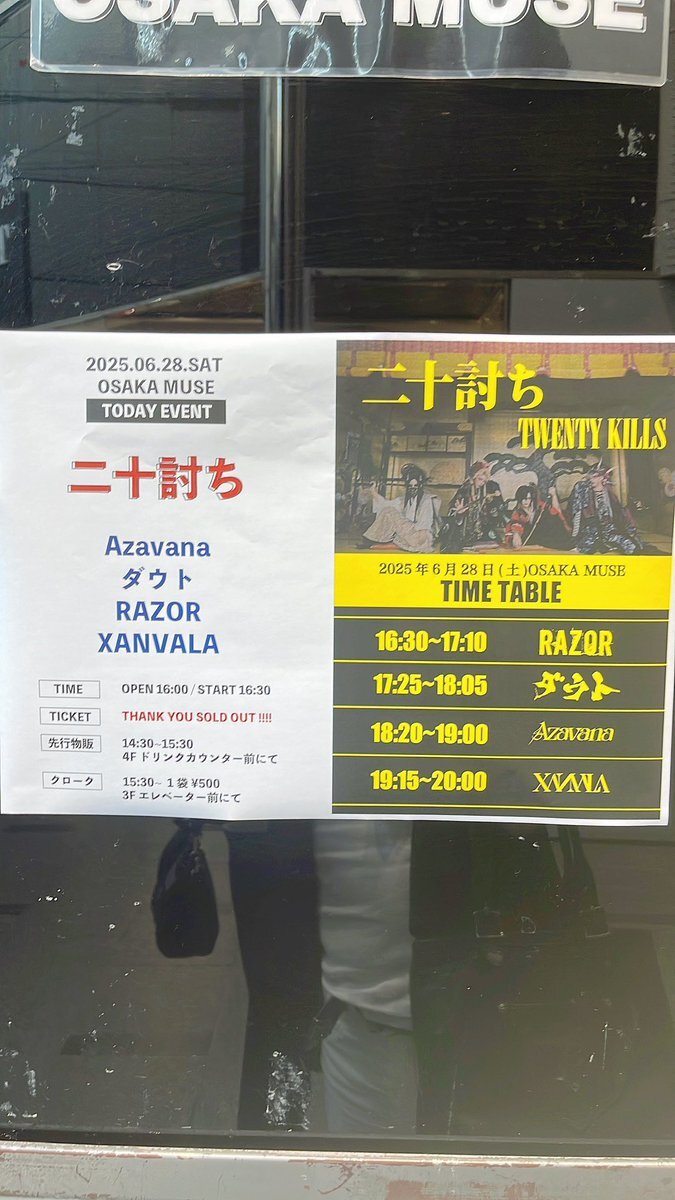 OSAKA MUSE
2025.06.28.SAT
OSAKA MUSE
TODAY EVENT
二十討ち
Azavana
ダウト
RAZOR
XANVALA
TIME OPEN 16:00 / START 16:30
TICKET THANK YOU SOLD OUT !!!!
先行物販 14:30~15:30
4F ドリンクカウンター前にて
クローク 15:30~ 1袋 ¥500
3F エレベーター前にて
二十討ち
TWENTY KILLS
2025年6月28日(土)OSAKA MUSE
TIME TABLE
16:30~17:10 RAZOR
17:25~18:05 ダウト
18:20~19:00 Azavana
19:15~20:00 XANVALA